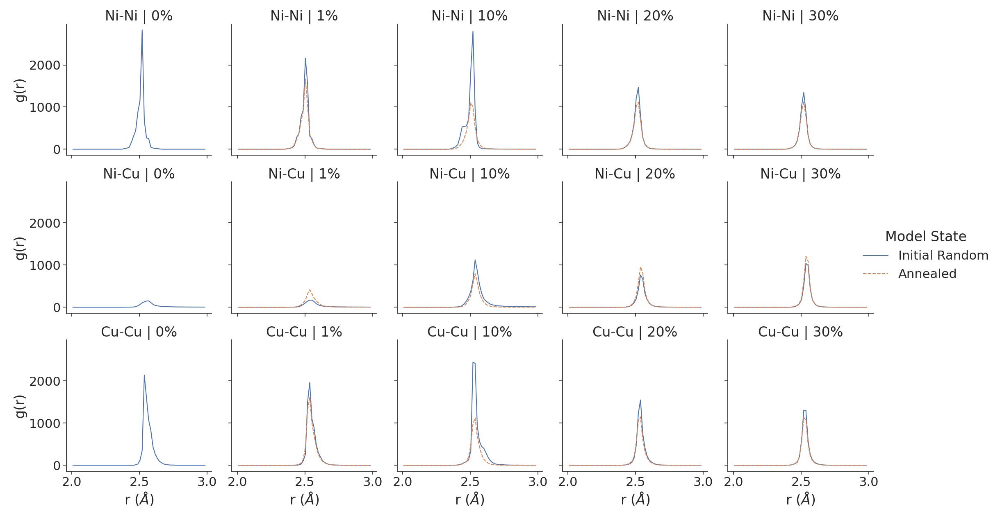 Ni-Ni | 0%
Ni-Ni | 1%
Ni-Ni | 10%
Ni-Ni | 20%
Ni-Ni | 30%
g(r)
2000
1000
0
Ni-Cu | 0%
Ni-Cu | 1%
Ni-Cu | 10%
Ni-Cu | 20%
Ni-Cu | 30%
g(r)
2000
1000
0
Model State
Initial Random
Annealed
Cu-Cu | 0%
Cu-Cu | 1%
Cu-Cu | 10%
Cu-Cu | 20%
Cu-Cu | 30%
g(r)
2000
1000
0
2.0 2.5 3.0
2.0 2.5 3.0
2.0 2.5 3.0
2.0 2.5 3.0
2.0 2.5 3.0
r (Å)
r (Å)
r (Å)
r (Å)
r (Å)